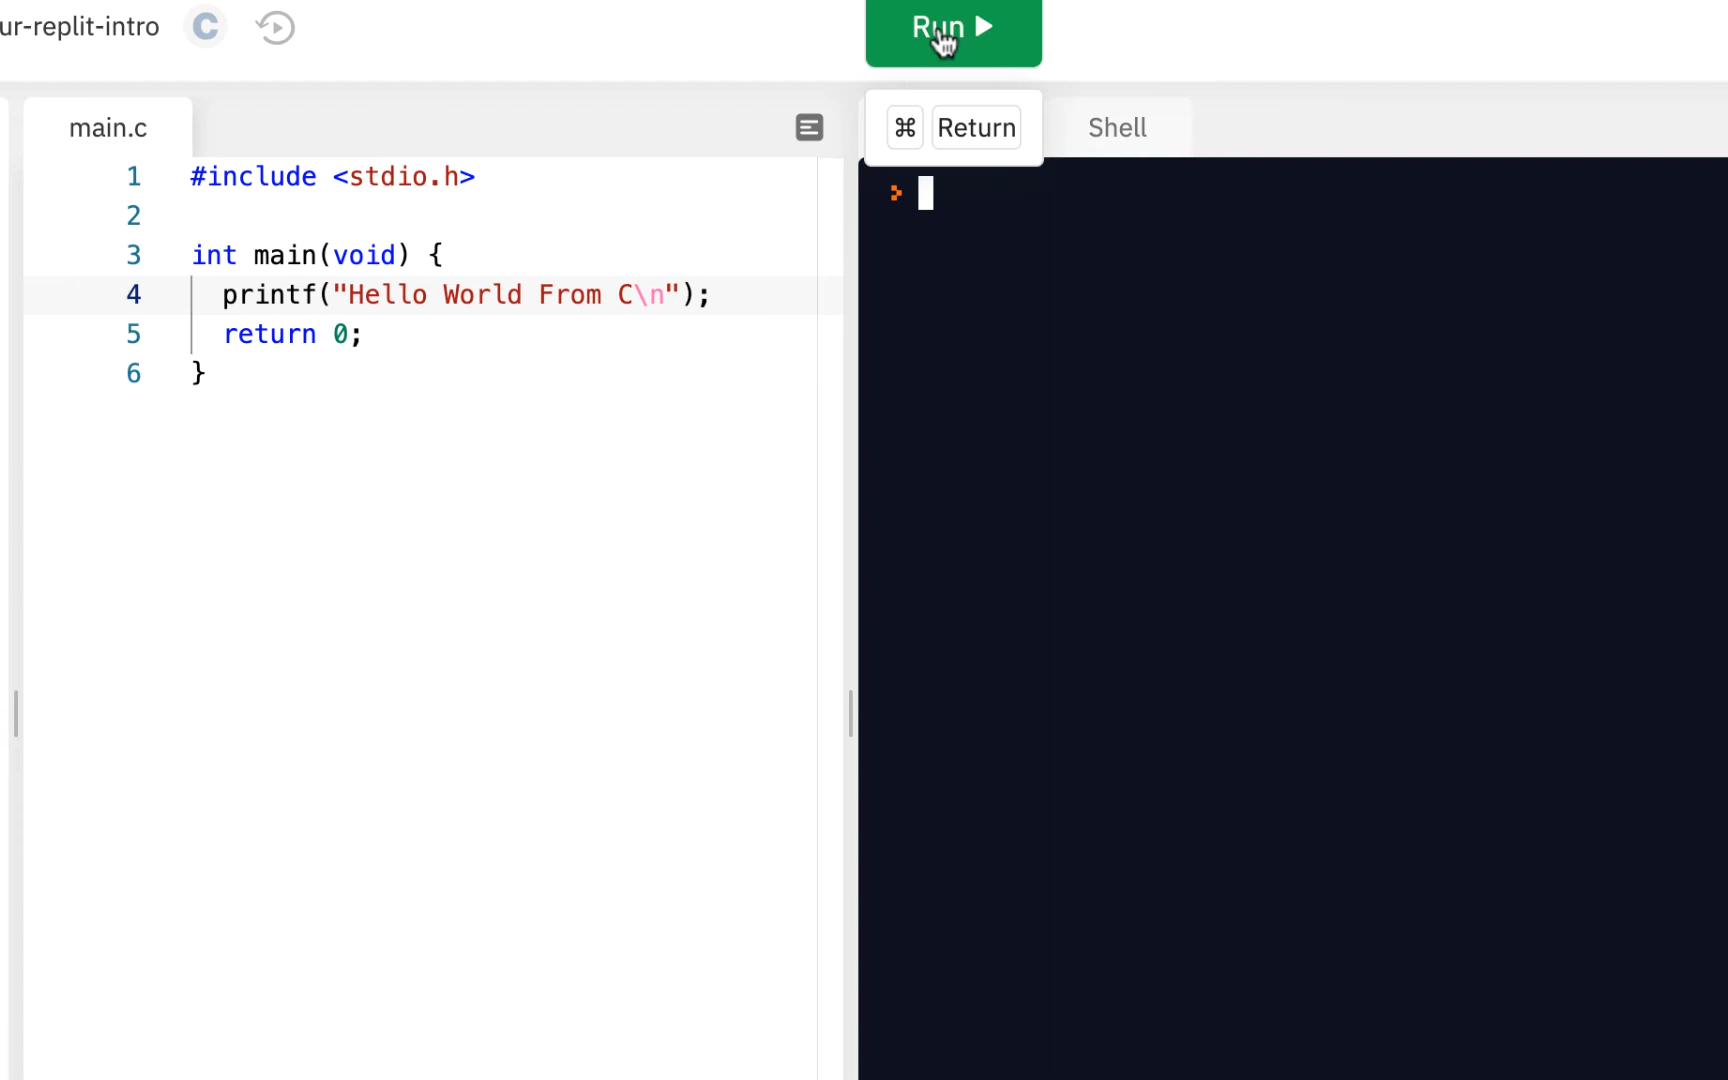 ur-replit-intro C
Run
main.c
⌘ Return
Shell
1 #include <stdio.h>
2
3 int main(void) {
4   printf("Hello World From C\n");
5   return 0;
6 }